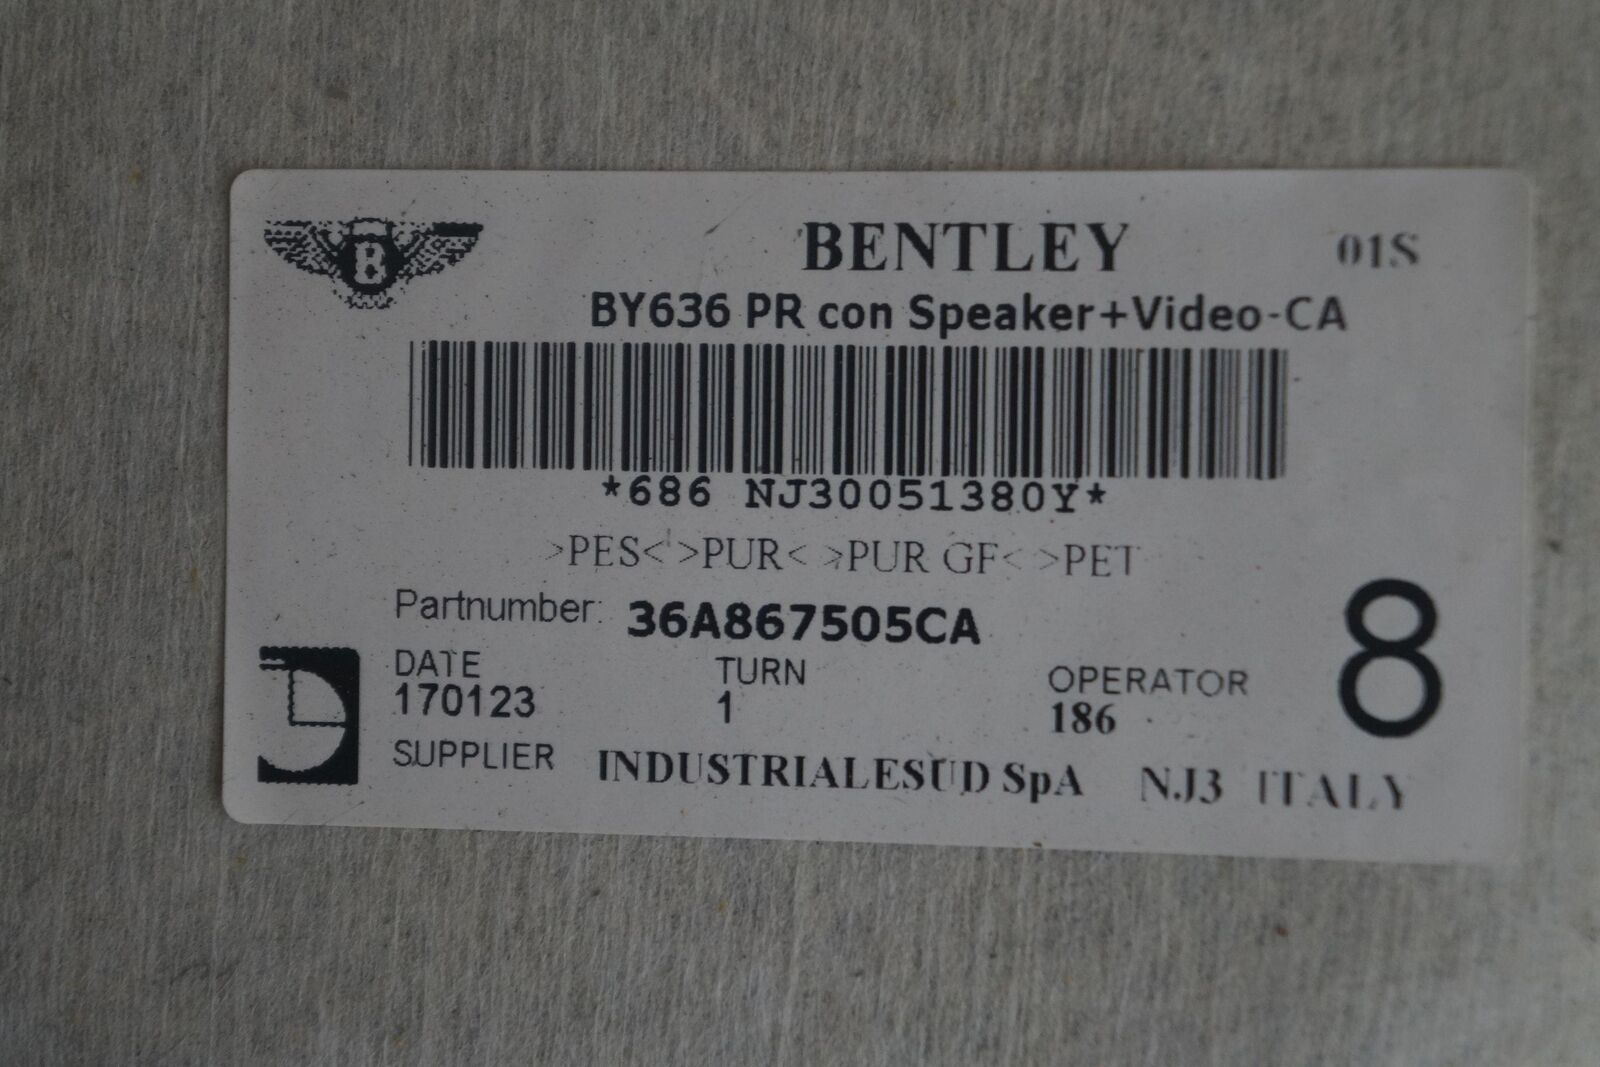 B
BENTLEY 01S
BY636 PR con Speaker+Video-CA
*686 NJ30051380Y*
>PES< >PUR< >PUR GF< >PET
Partnumber: 36A867505CA
8
DATE TURN OPERATOR
170123 1 186
SUPPLIER INDUSTRIALESUD SpA NJ3 ITALY